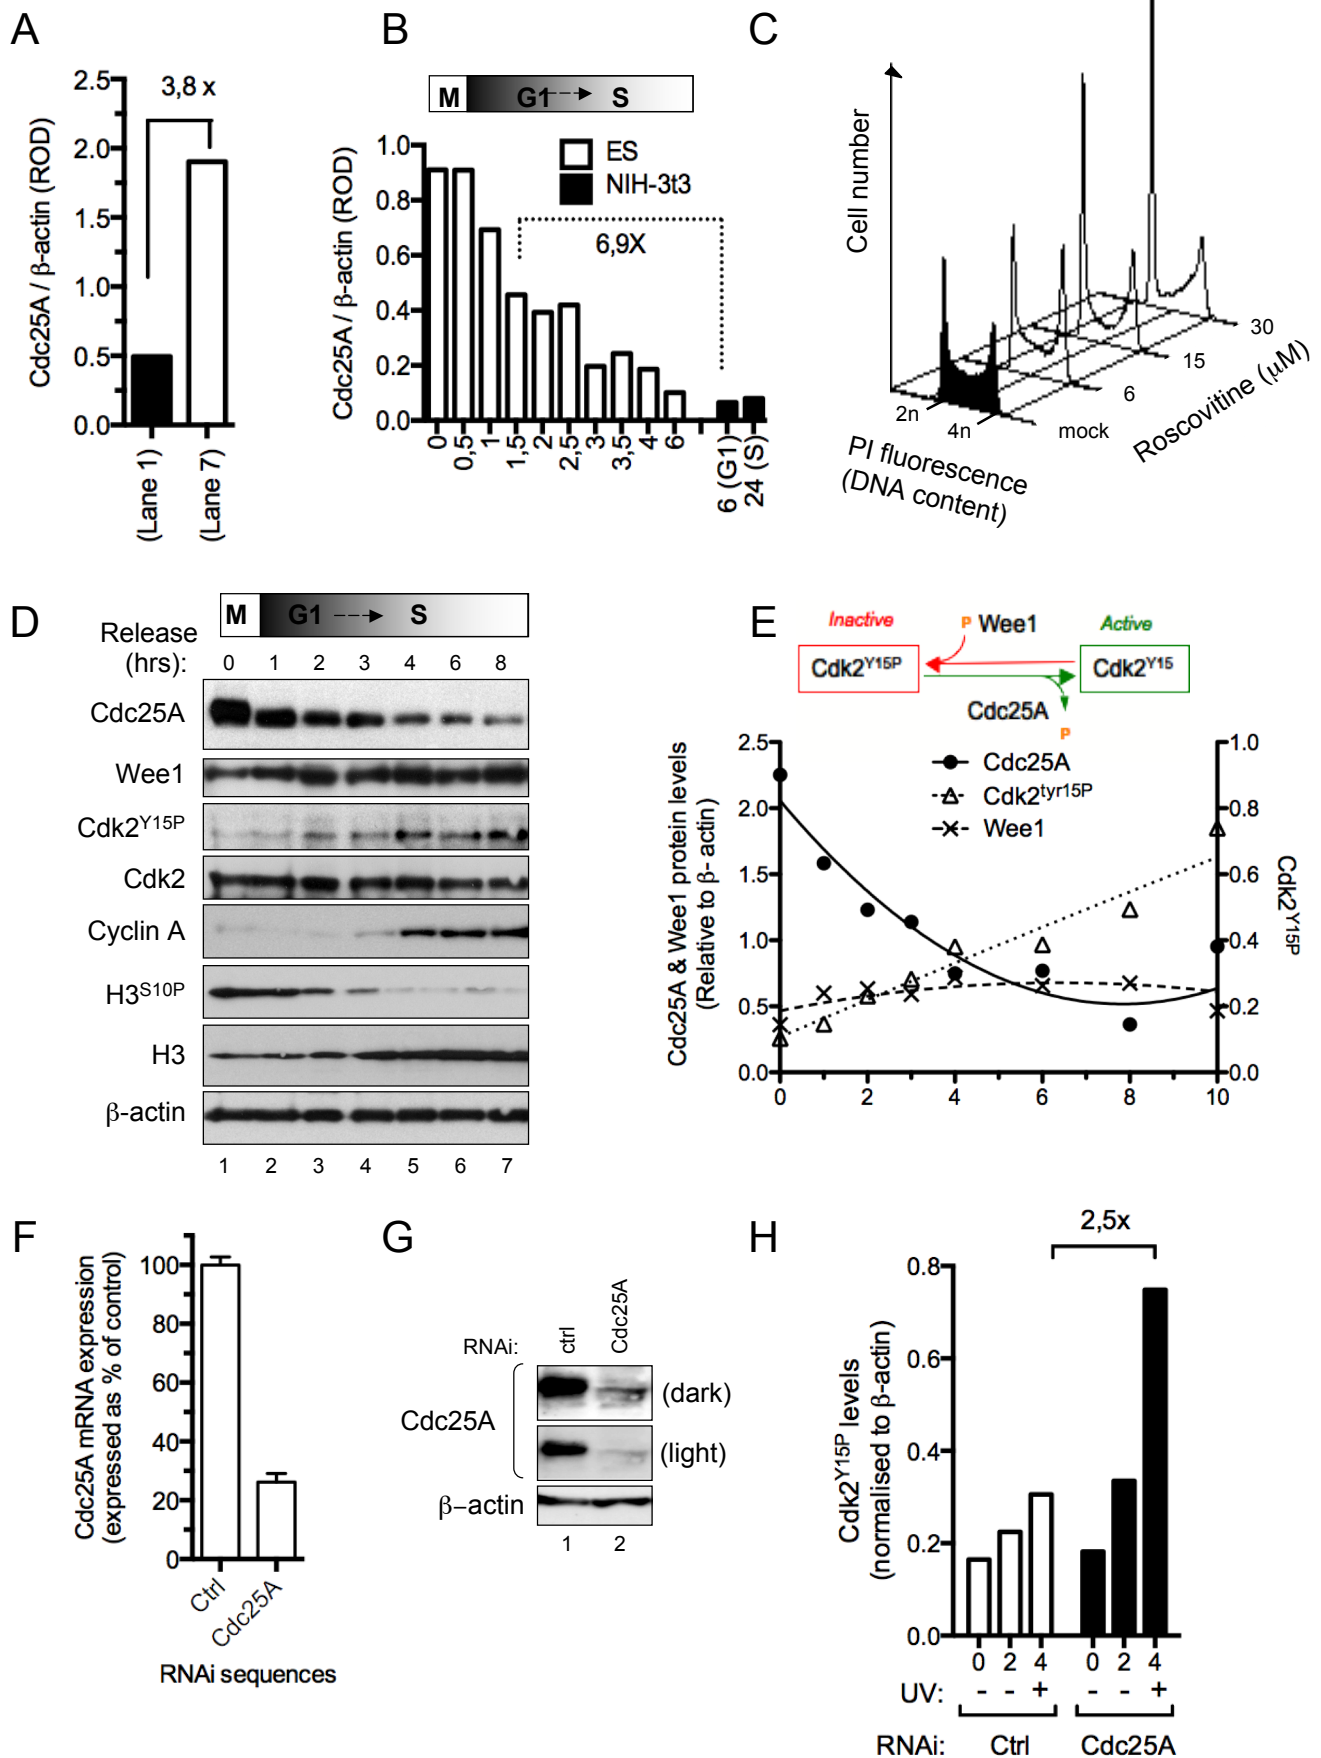 A
3,8 x
Cdc25A / β-actin (ROD)
2.5
2.0
1.5
1.0
0.5
0.0
(Lane 1)
(Lane 7)
B
M G1 S
Cdc25A / β-actin (ROD)
ES
NIH-3t3
6,9X
1.0
0.8
0.6
0.4
0.2
0.0
0 0,5 1 1,5 2 2,5 3 3,5 4 6 6 (G1) 24 (S)
C
Cell number
2n
4n
mock
6
15
30
PI fluorescence
(DNA content)
Roscovitine (μM)
D
M G1 S
Release
(hrs): 0 1 2 3 4 6 8
Cdc25A
Wee1
Cdk2Y15P
Cdk2
Cyclin A
H3S10P
H3
β-actin
1 2 3 4 5 6 7
E
Inactive P Wee1 Active
Cdk2Y15P Cdk2Y15
Cdc25A
P
Cdc25A & Wee1 protein levels
(Relative to β- actin)
2.5
2.0
1.5
1.0
0.5
0.0
Cdc25A
Cdk2tyr15P
Wee1
1.0
0.8
0.6
0.4
0.2
0.0
Cdk2Y15P
0 2 4 6 8 10
F
Cdc25A mRNA expression
(expressed as % of control)
100
80
60
40
20
0
Ctrl
Cdc25A
RNAi sequences
G
RNAi: ctrl Cdc25A
Cdc25A
(dark)
(light)
β–actin
1 2
H
2,5x
Cdk2Y15P levels
(normalised to β-actin)
0.8
0.6
0.4
0.2
0.0
0 2 4 0 2 4
UV: - - + - - +
RNAi: Ctrl Cdc25A